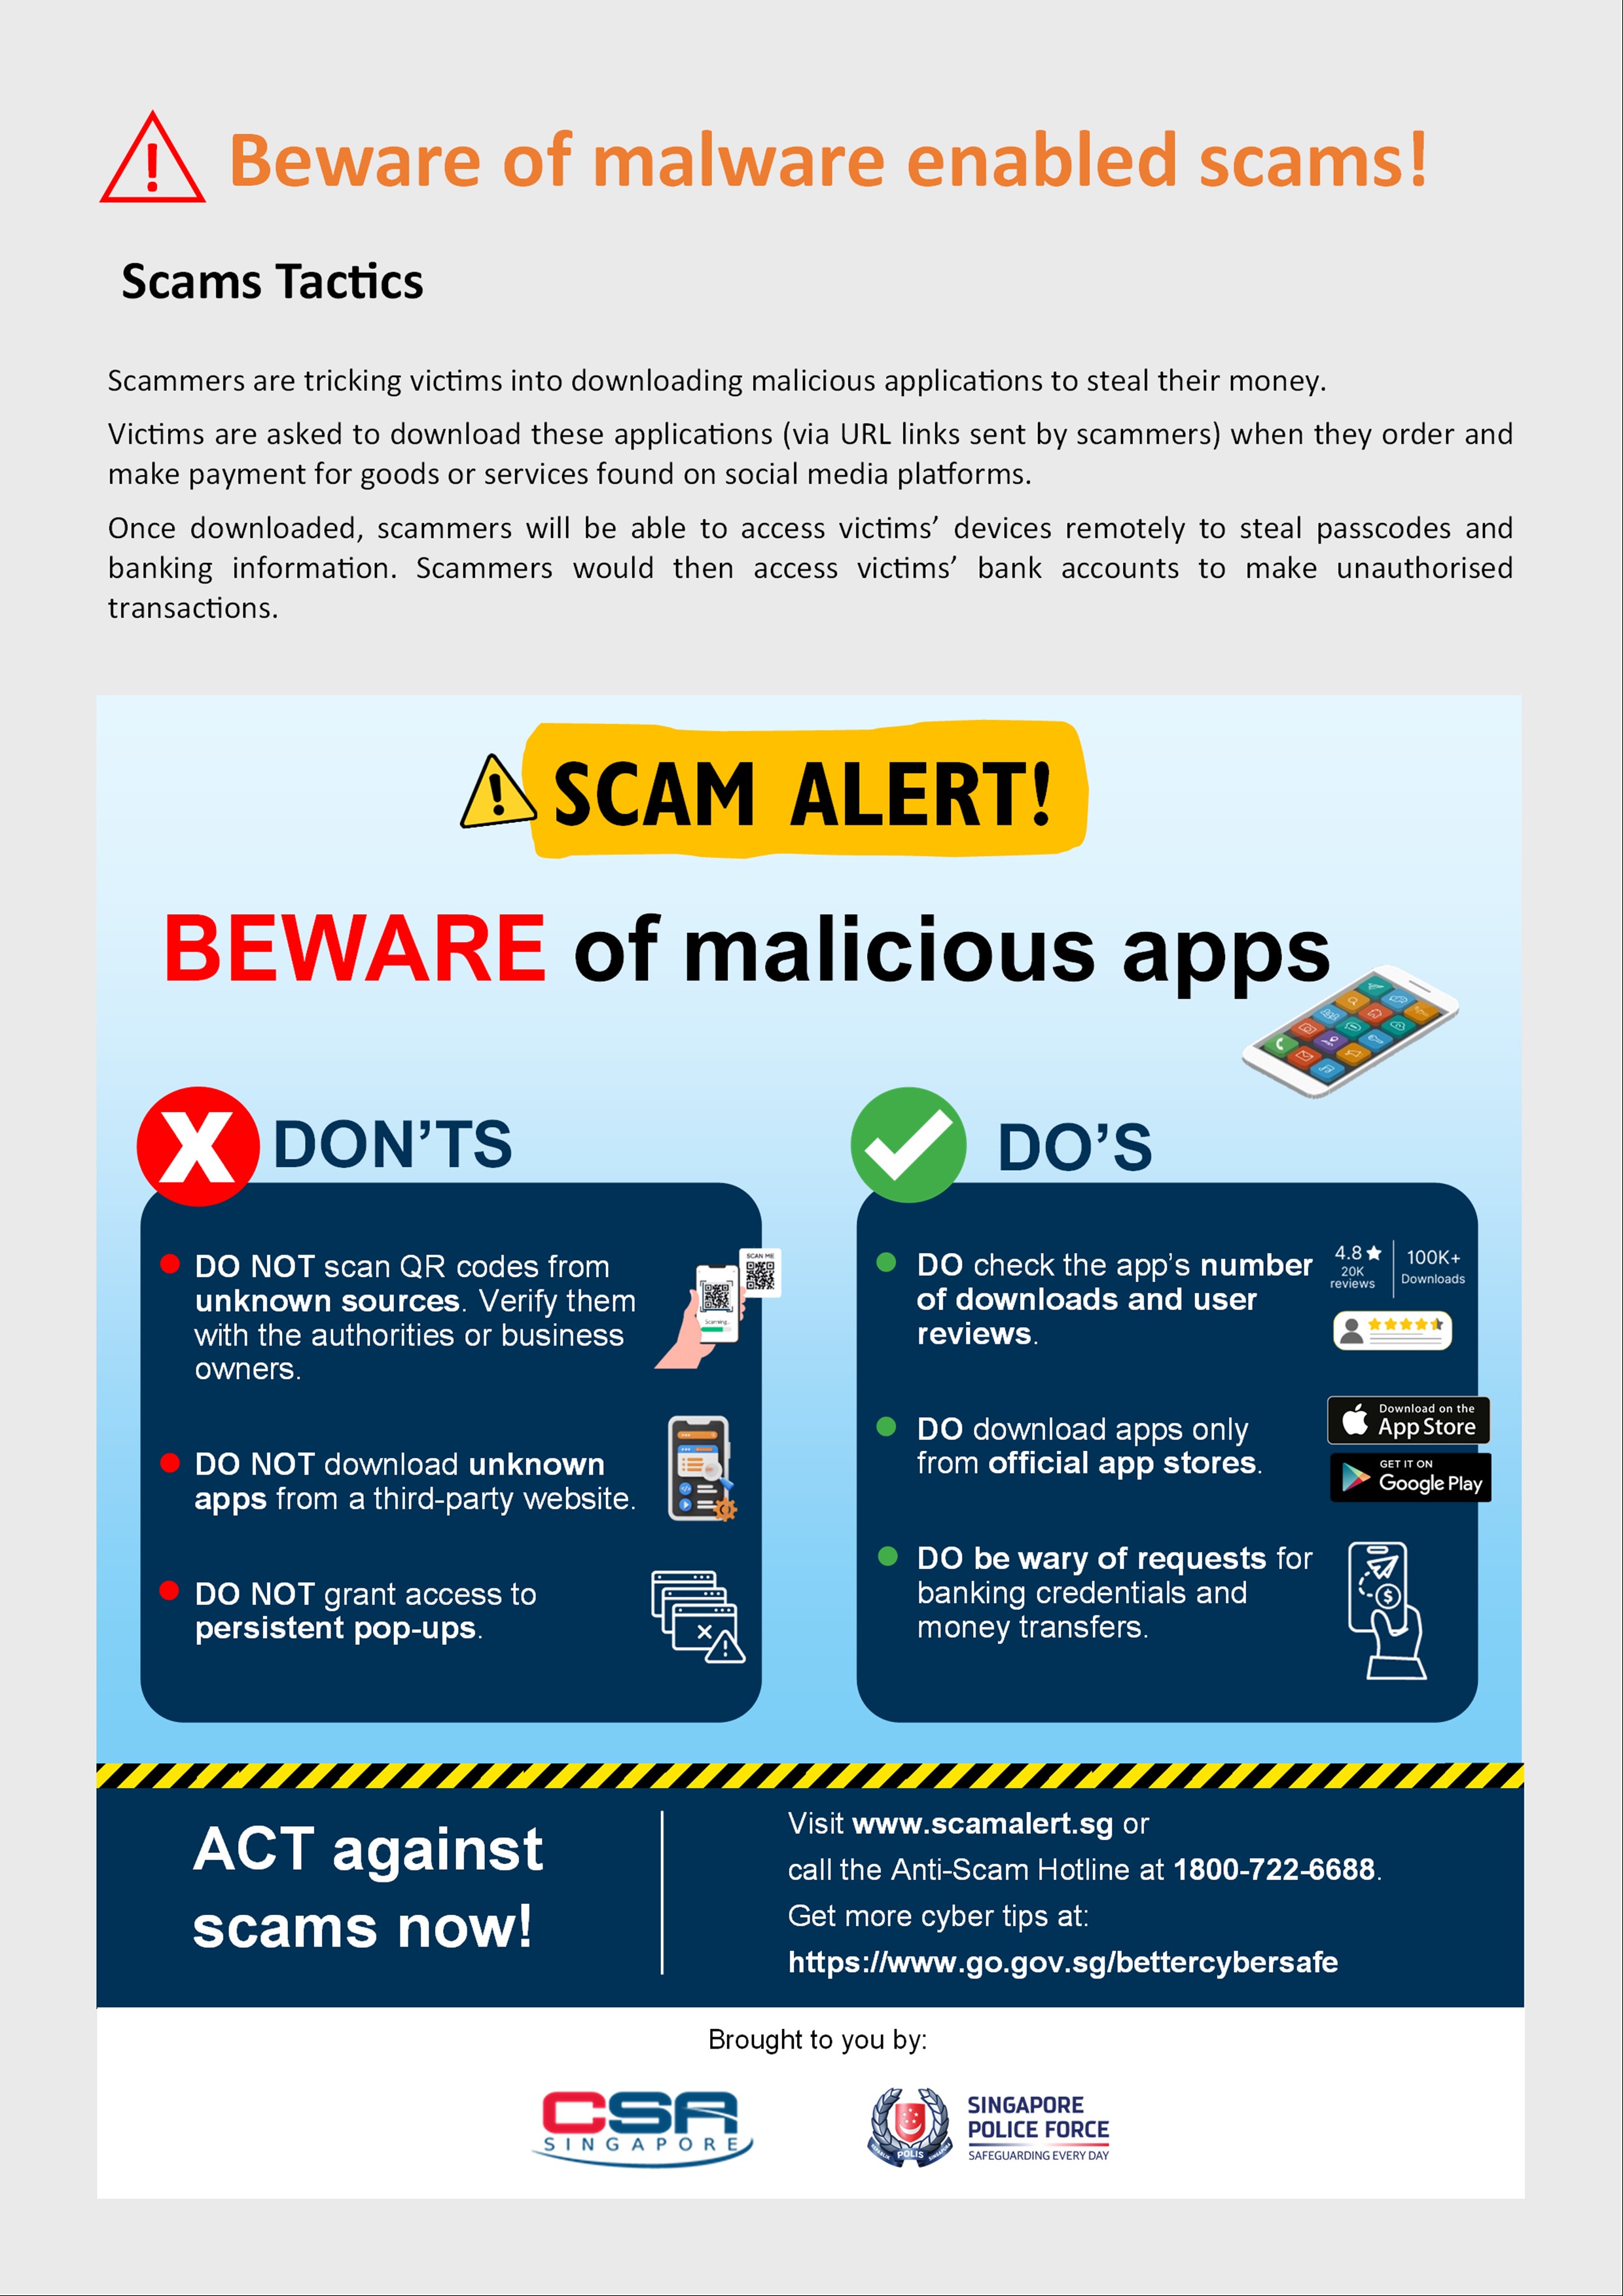 Beware of malware enabled scams!
Scams Tactics
Scammers are tricking victims into downloading malicious applications to steal their money.
Victims are asked to download these applications (via URL links sent by scammers) when they order and
make payment for goods or services found on social media platforms.
Once downloaded, scammers will be able to access victims’ devices remotely to steal passcodes and
banking information. Scammers would then access victims’ bank accounts to make unauthorised
transactions.
SCAM ALERT!
BEWARE of malicious apps
X DON’TS
DO NOT scan QR codes from
unknown sources. Verify them
with the authorities or business
owners.
SCAN ME
Scanning...
DO NOT download unknown
apps from a third-party website.
DO NOT grant access to
persistent pop-ups.
DO’S
DO check the app’s number
of downloads and user
reviews.
4.8★
20K
reviews
100K+
Downloads
DO download apps only
from official app stores.
Download on the
App Store
GET IT ON
Google Play
DO be wary of requests for
banking credentials and
money transfers.
ACT against
scams now!
Visit www.scamalert.sg or
call the Anti-Scam Hotline at 1800-722-6688.
Get more cyber tips at:
https://www.go.gov.sg/bettercybersafe
Brought to you by:
CSA
SINGAPORE
POLIS
SINGAPORE
POLICE FORCE
SAFEGUARDING EVERY DAY